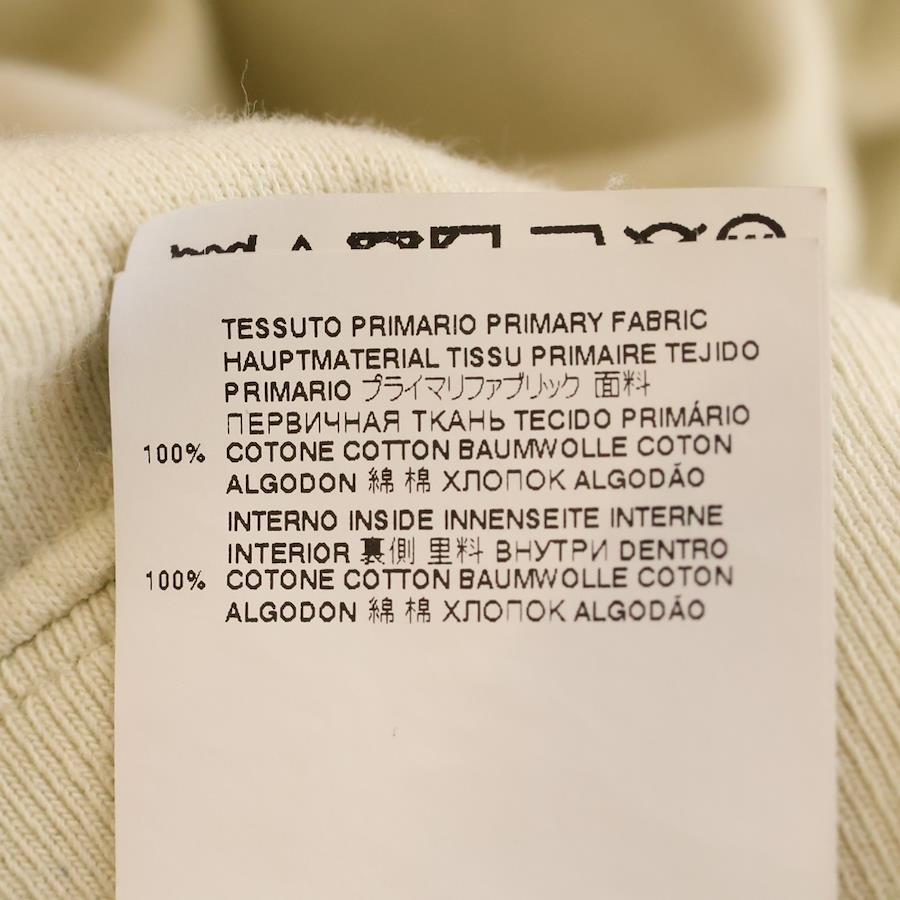 TESSUTO PRIMARIO PRIMARY FABRIC
HAUPTMATERIAL TISSU PRIMAIRE TEJIDO
PRIMARIO プライマリファブリック 面料
ПЕРВИЧНАЯ ТКАНЬ TECIDO PRIMÁRIO
100% COTONE COTTON BAUMWOLLE COTON
ALGODON 綿 棉 ХЛОПОК ALGODÃO
INTERNO INSIDE INNENSEITE INTERNE
INTERIOR 裏側 里料 ВНУТРИ DENTRO
100% COTONE COTTON BAUMWOLLE COTON
ALGODON 綿 棉 ХЛОПОК ALGODÃO